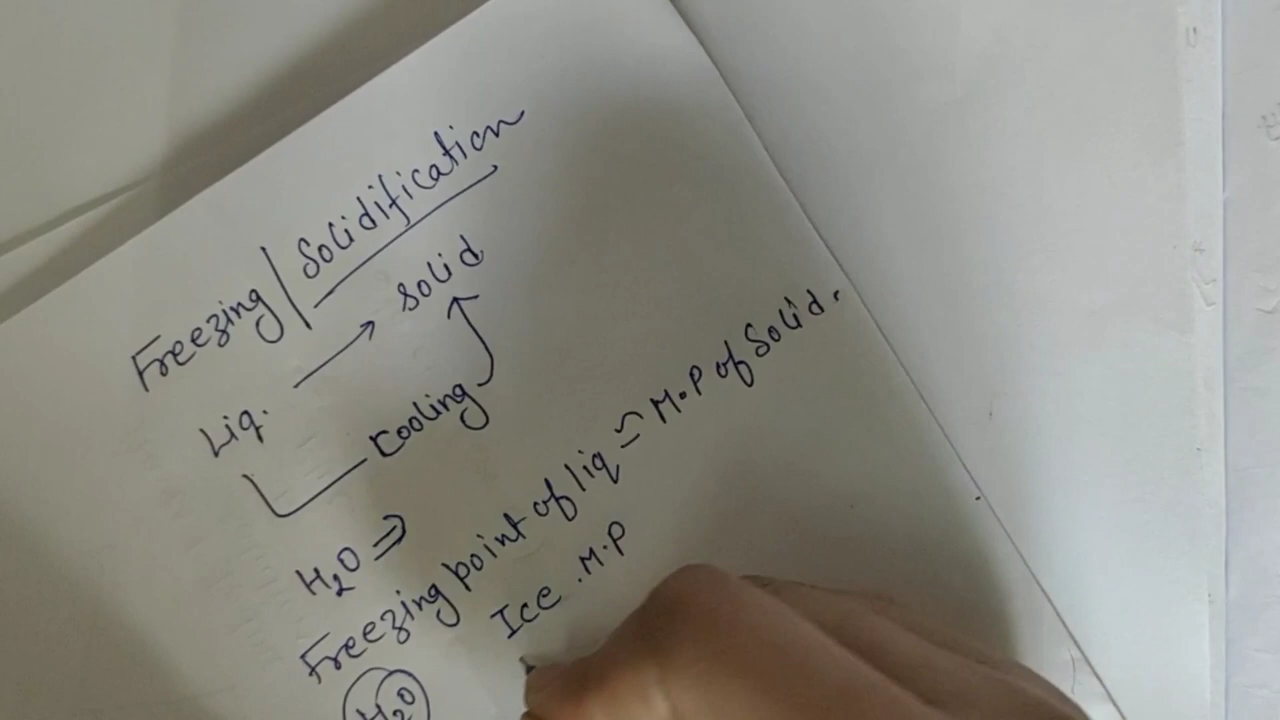 Freezing/Solidification
Liq. → Solid
Cooling
H₂O ⇒
Freezing point of liq ≃ M.P of Solid.
Ice . M.P
H₂O